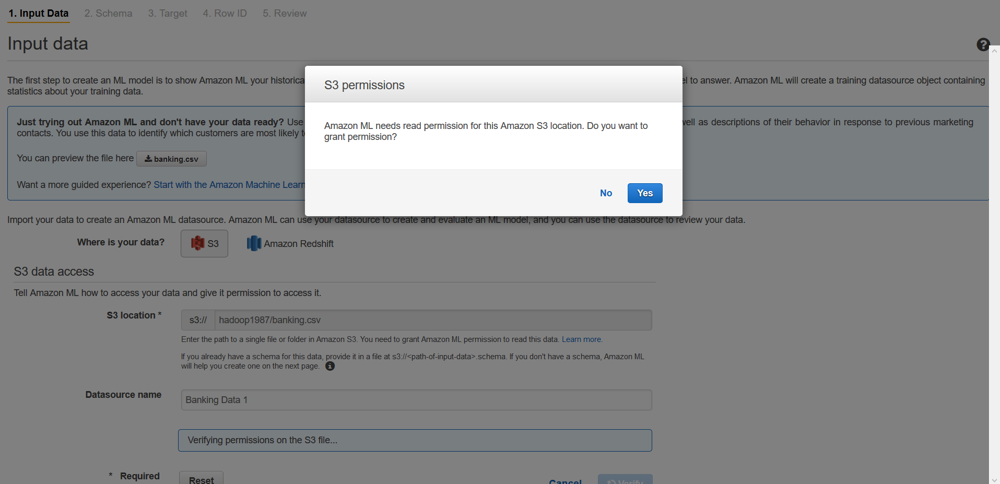 1. Input Data 2. Schema 3. Target 4. Row ID 5. Review
Input data
?
The first step to create an ML model is to show Amazon ML your historica
el to answer. Amazon ML will create a training datasource object containing
statistics about your training data.
Just trying out Amazon ML and don't have your data ready? Use
well as descriptions of their behavior in response to previous marketing
contacts. You use this data to identify which customers are most likely t
You can preview the file here banking.csv
Want a more guided experience? Start with the Amazon Machine Learn
S3 permissions
Amazon ML needs read permission for this Amazon S3 location. Do you want to
grant permission?
No Yes
Import your data to create an Amazon ML datasource. Amazon ML can use your datasource to create and evaluate an ML model, and you can use the datasource to review your data.
Where is your data? S3 Amazon Redshift
S3 data access
Tell Amazon ML how to access your data and give it permission to access it.
S3 location * s3:// hadoop1987/banking.csv
Enter the path to a single file or folder in Amazon S3. You need to grant Amazon ML permission to read this data. Learn more.
If you already have a schema for this data, provide it in a file at s3://<path-of-input-data>.schema. If you don't have a schema, Amazon ML
will help you create one on the next page. i
Datasource name Banking Data 1
Verifying permissions on the S3 file...
* Required Reset Cancel Verify